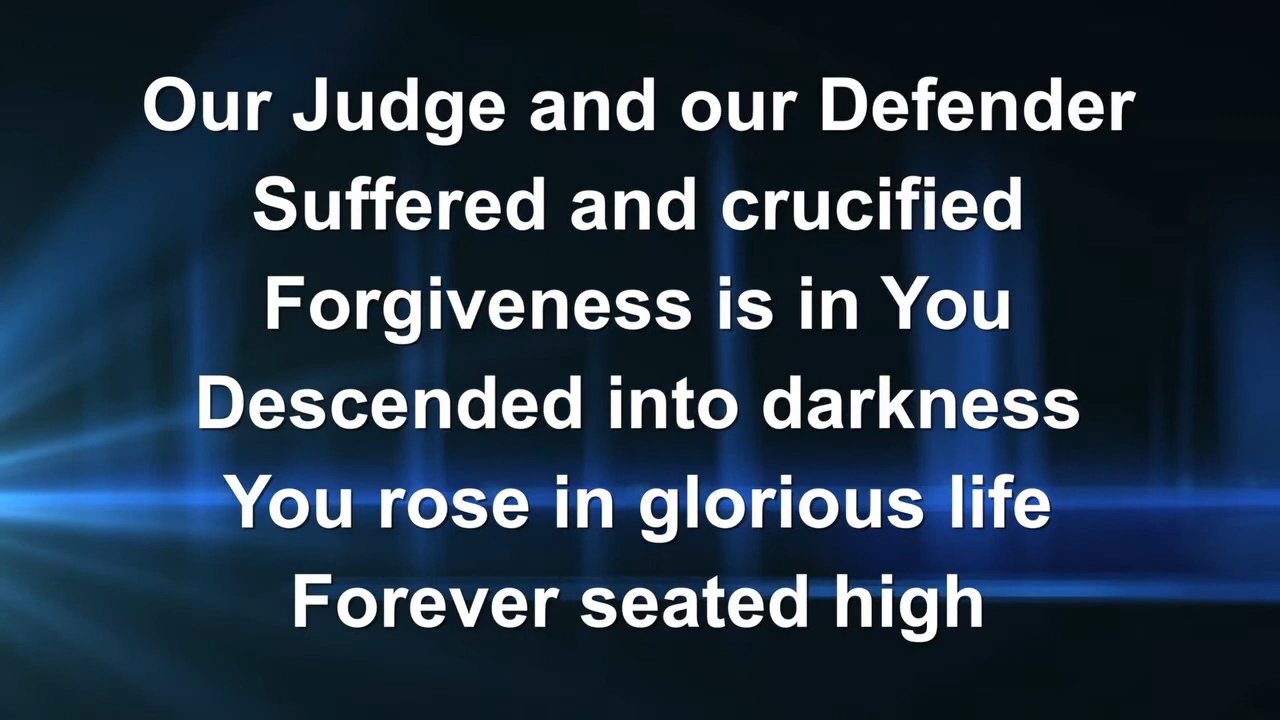 Our Judge and our Defender
Suffered and crucified
Forgiveness is in You
Descended into darkness
You rose in glorious life
Forever seated high